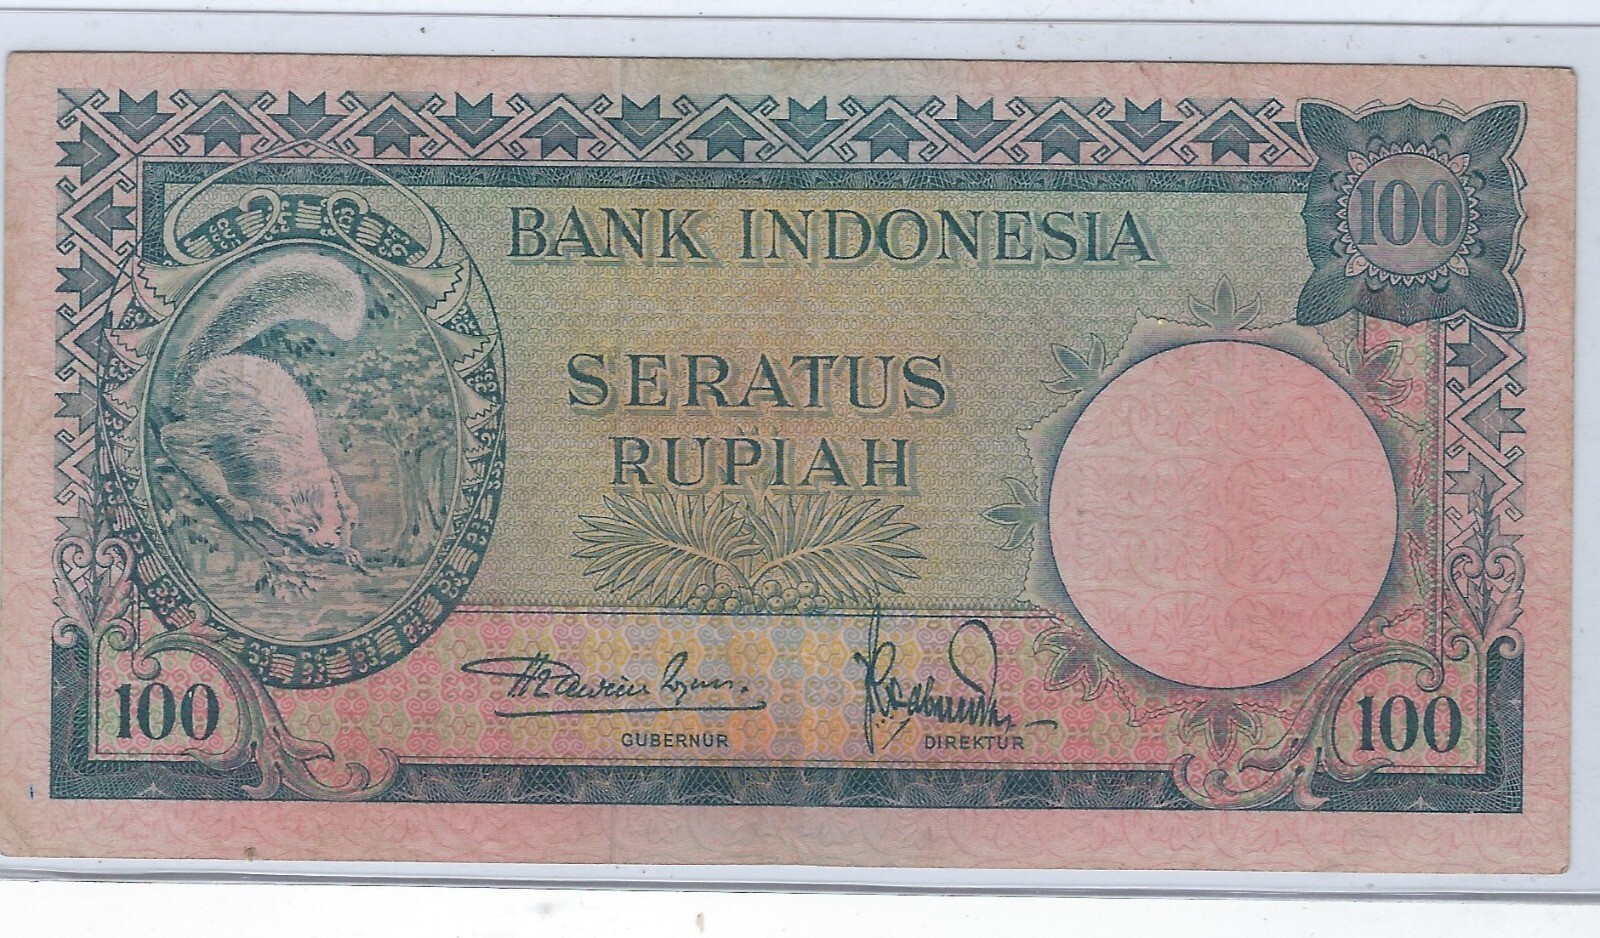 100
BANK INDONESIA
SERATUS
RUPIAH
GUBERNUR
DIREKTUR
100
100